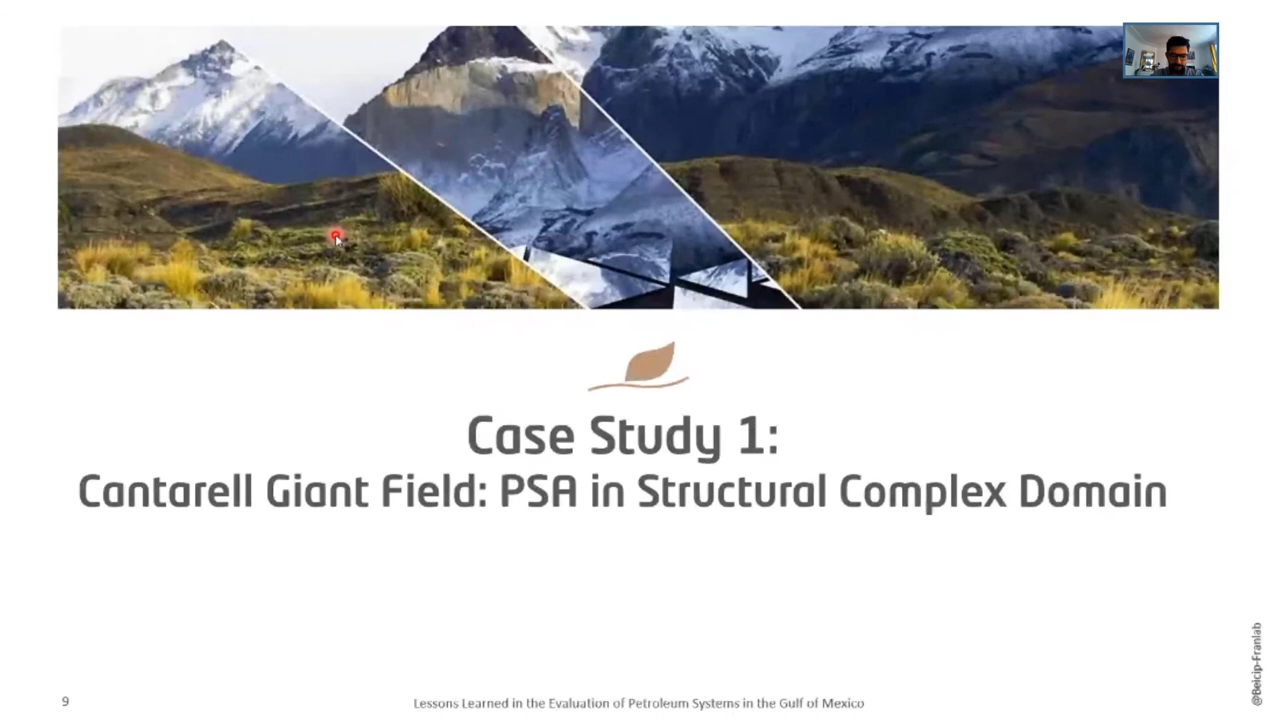 Case Study 1:
Cantarell Giant Field: PSA in Structural Complex Domain
@Beicip-Franlab
9
Lessons Learned in the Evaluation of Petroleum Systems in the Gulf of Mexico